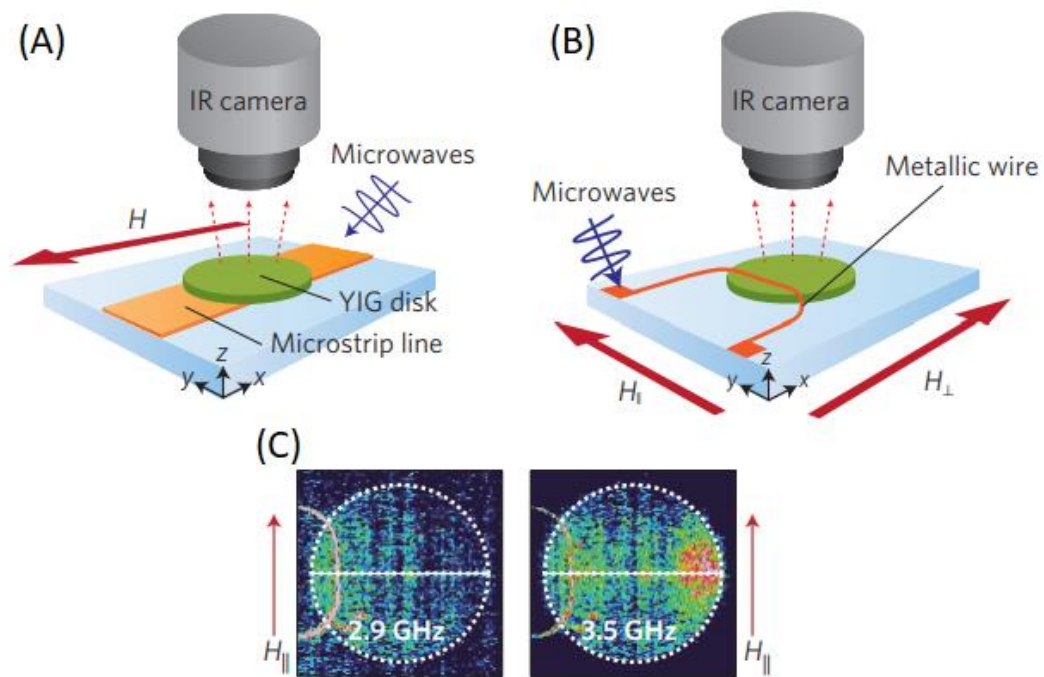 (A)
IR camera
Microwaves
H
YIG disk
Microstrip line
z
y
x
(B)
IR camera
Metallic wire
Microwaves
z
y
x
H∥
H⊥
(C)
H∥
2.9 GHz
3.5 GHz
H∥